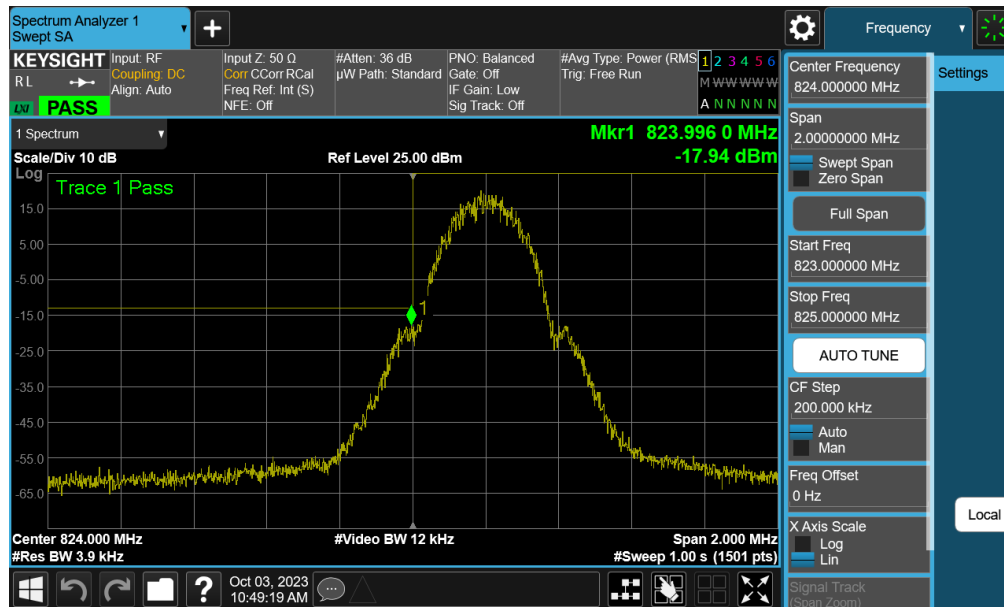 Spectrum Analyzer 1
Swept SA
+
Frequency
KEYSIGHT
RL
LXI PASS
Input: RF
Coupling: DC
Align: Auto
Input Z: 50 Ω
Corr CCorr RCal
Freq Ref: Int (S)
NFE: Off
#Atten: 36 dB
µW Path: Standard
PNO: Balanced
Gate: Off
IF Gain: Low
Sig Track: Off
#Avg Type: Power (RMS
Trig: Free Run
1 2 3 4 5 6
M W W W W W
A N N N N N
1 Spectrum
Mkr1 823.996 0 MHz
-17.94 dBm
Scale/Div 10 dB
Ref Level 25.00 dBm
Log
Trace 1 Pass
15.0
5.00
-5.00
-15.0
-25.0
-35.0
-45.0
-55.0
-65.0
1
Center 824.000 MHz
#Video BW 12 kHz
Span 2.000 MHz
#Res BW 3.9 kHz
#Sweep 1.00 s (1501 pts)
?
Oct 03, 2023
10:49:19 AM
Center Frequency
824.000000 MHz
Span
2.00000000 MHz
Swept Span
Zero Span
Full Span
Start Freq
823.000000 MHz
Stop Freq
825.000000 MHz
AUTO TUNE
CF Step
200.000 kHz
Auto
Man
Freq Offset
0 Hz
X Axis Scale
Log
Lin
Signal Track
(Span Zoom)
Settings
Local